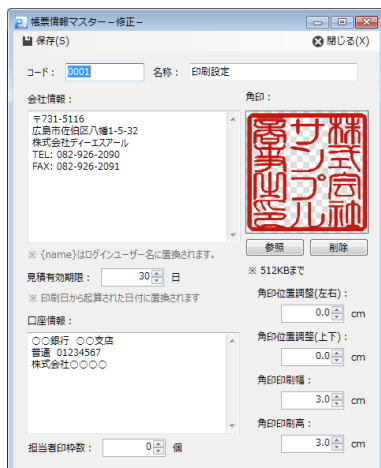 帳票情報マスター－修正－
保存(S)
閉じる(X)
コード：
0001
名称：
印刷設定
会社情報：
〒731-5116
広島市佐伯区八幡1-5-32
株式会社ディーエスアール
TEL: 082-926-2090
FAX: 082-926-2091
※ {name}はログインユーザー名に置換されます。
見積有効期限：
30
日
※ 印刷日から起算された日付に置換されます
口座情報：
〇〇銀行 〇〇支店
普通 01234567
株式会社〇〇〇〇
担当者印枠数：
0
個
角印：
株式会社
サンプル
参照
削除
※ 512KBまで
角印位置調整(左右)：
0.0
cm
角印位置調整(上下)：
0.0
cm
角印印刷幅：
3.0
cm
角印印刷高：
3.0
cm